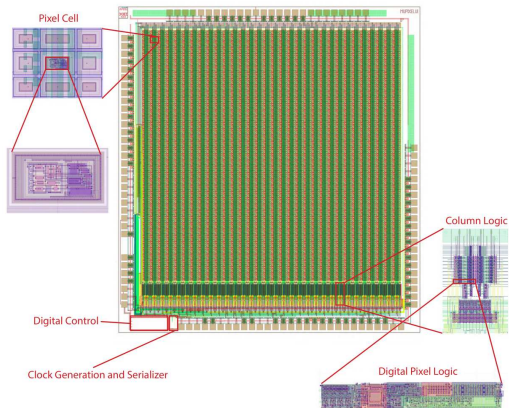 Pixel Cell
Column Logic
Digital Control
Digital Pixel Logic
Clock Generation and Serializer